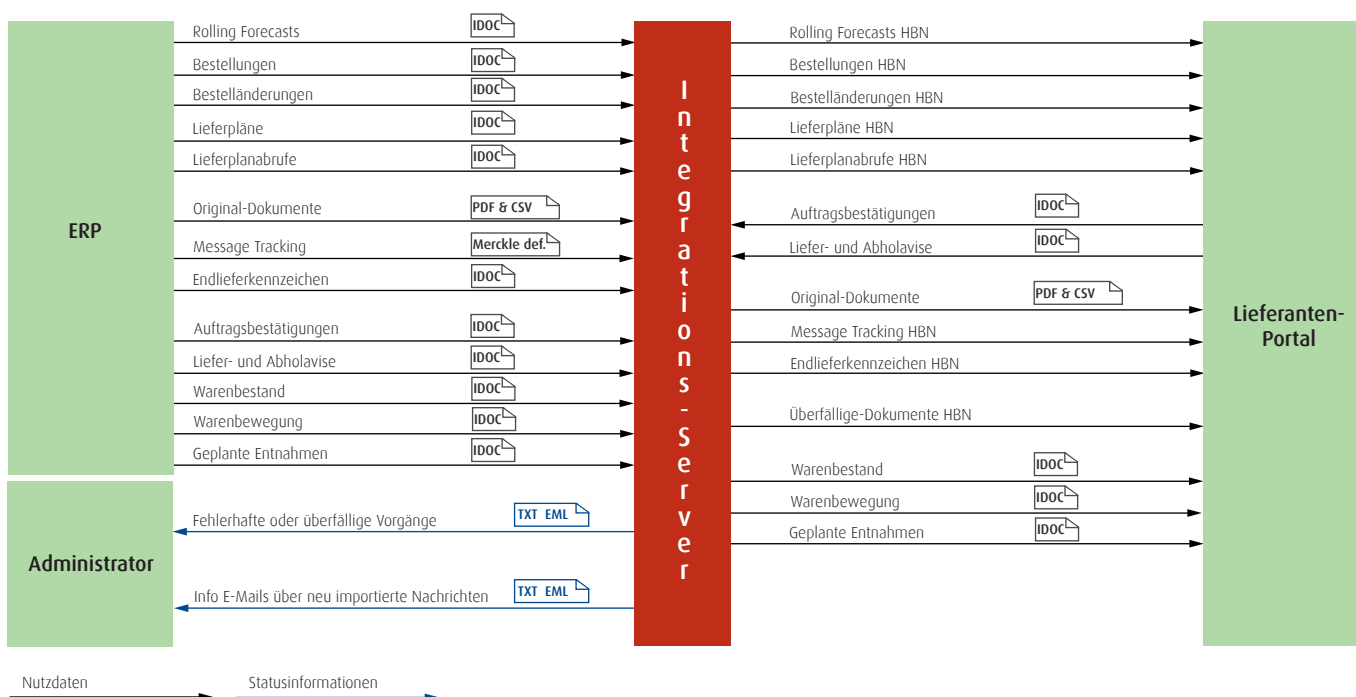 ERP
Rolling Forecasts
IDOC
Bestellungen
IDOC
Bestelländerungen
IDOC
Lieferpläne
IDOC
Lieferplanabrufe
IDOC
Original-Dokumente
PDF & CSV
Message Tracking
Merckle def.
Endlieferkennzeichen
IDOC
Auftragsbestätigungen
IDOC
Liefer- und Abholavise
IDOC
Warenbestand
IDOC
Warenbewegung
IDOC
Geplante Entnahmen
IDOC
Administrator
Fehlerhafte oder überfällige Vorgänge
TXT EML
Info E-Mails über neu importierte Nachrichten
TXT EML
Integrations-Server
Rolling Forecasts HBN
Bestellungen HBN
Bestelländerungen HBN
Lieferpläne HBN
Lieferplanabrufe HBN
Auftragsbestätigungen
IDOC
Liefer- und Abholavise
IDOC
Original-Dokumente
PDF & CSV
Message Tracking HBN
Endlieferkennzeichen HBN
Überfällige-Dokumente HBN
Warenbestand
IDOC
Warenbewegung
IDOC
Geplante Entnahmen
IDOC
Lieferanten-
Portal
Nutzdaten
Statusinformationen